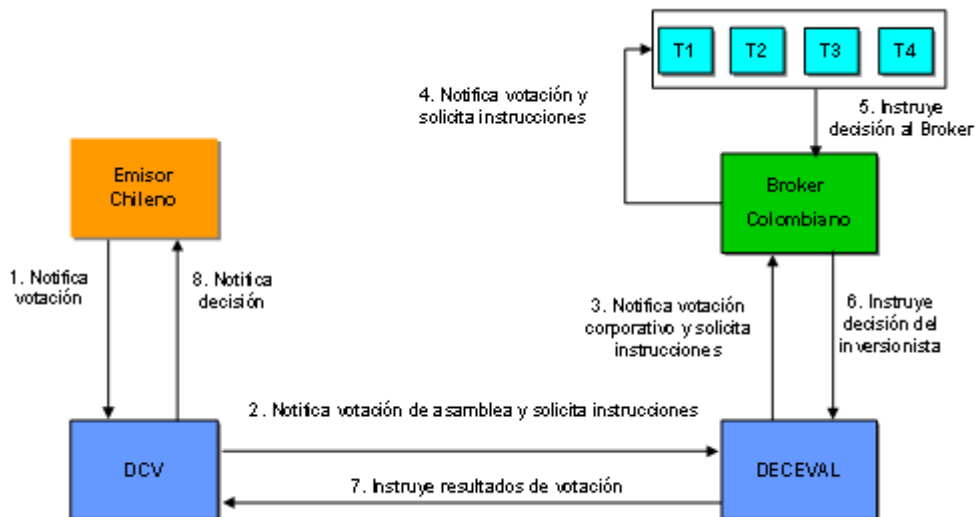 T1
T2
T3
T4
4. Notifica votación y
solicita instrucciones
5. Instruye
decisión al Broker
Emisor
Chileno
Broker
Colombiano
1. Notifica
votación
8. Notifica
decisión
3. Notifica votación
corporativo y solicita
instrucciones
6. Instruye
decisión del
inversionista
2. Notifica votación de asamblea y solicita instrucciones
DCV
DECEVAL
7. Instruye resultados de votación